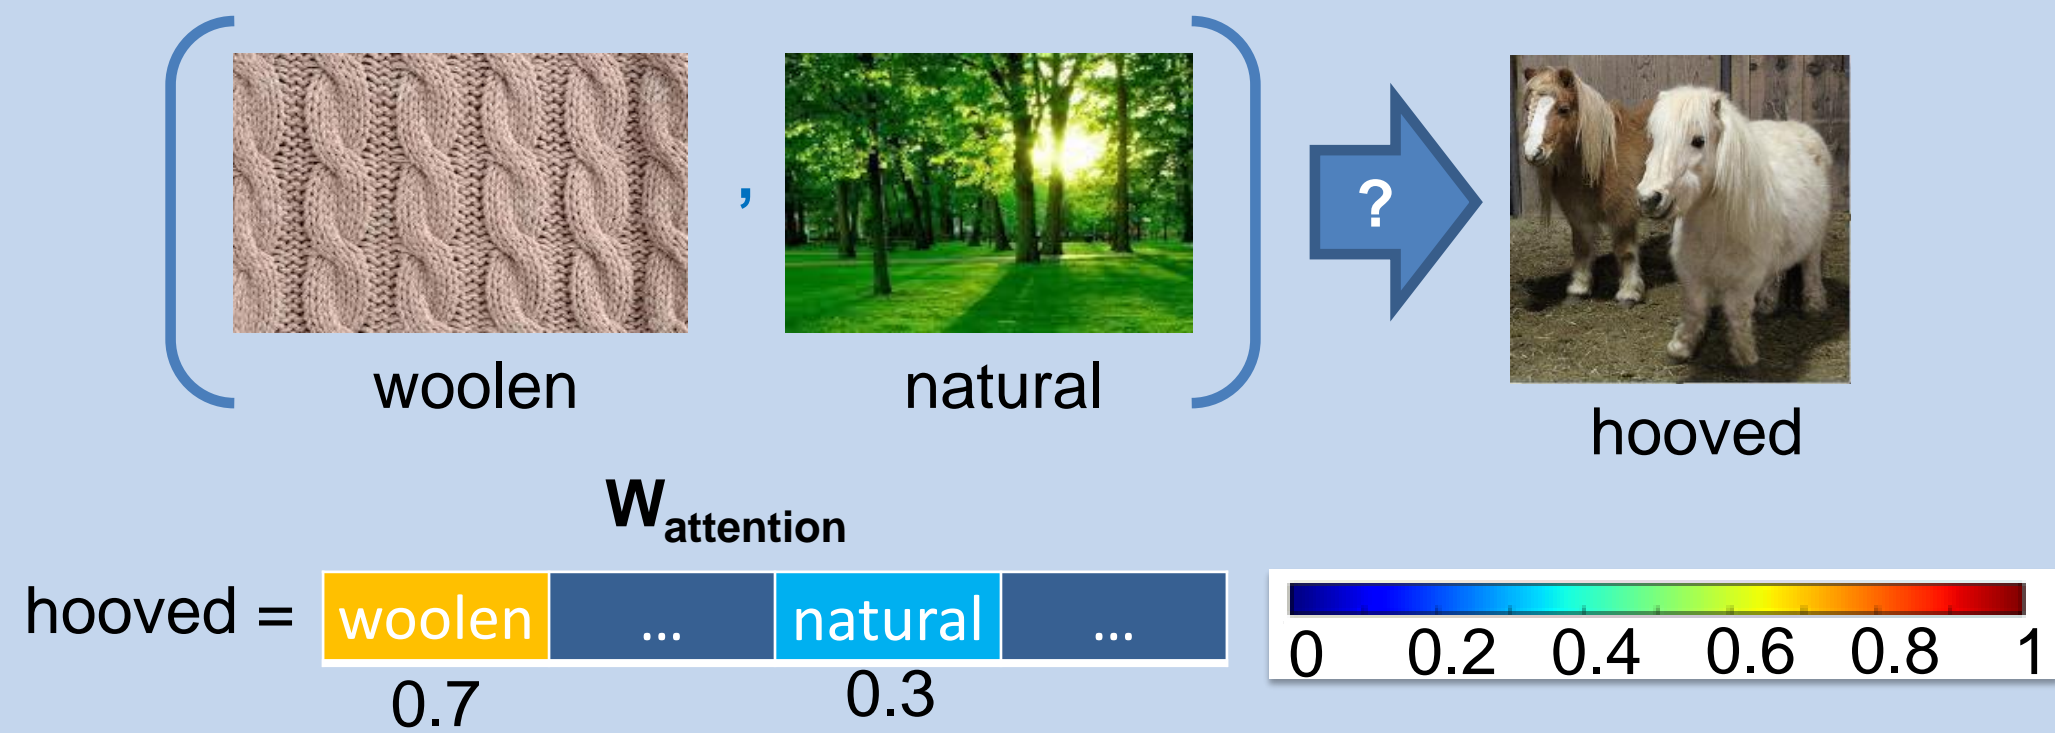 ,
?
woolen
natural
hooved
Wattention
hooved = woolen ... natural ...
0.7 0.3
0 0.2 0.4 0.6 0.8 1